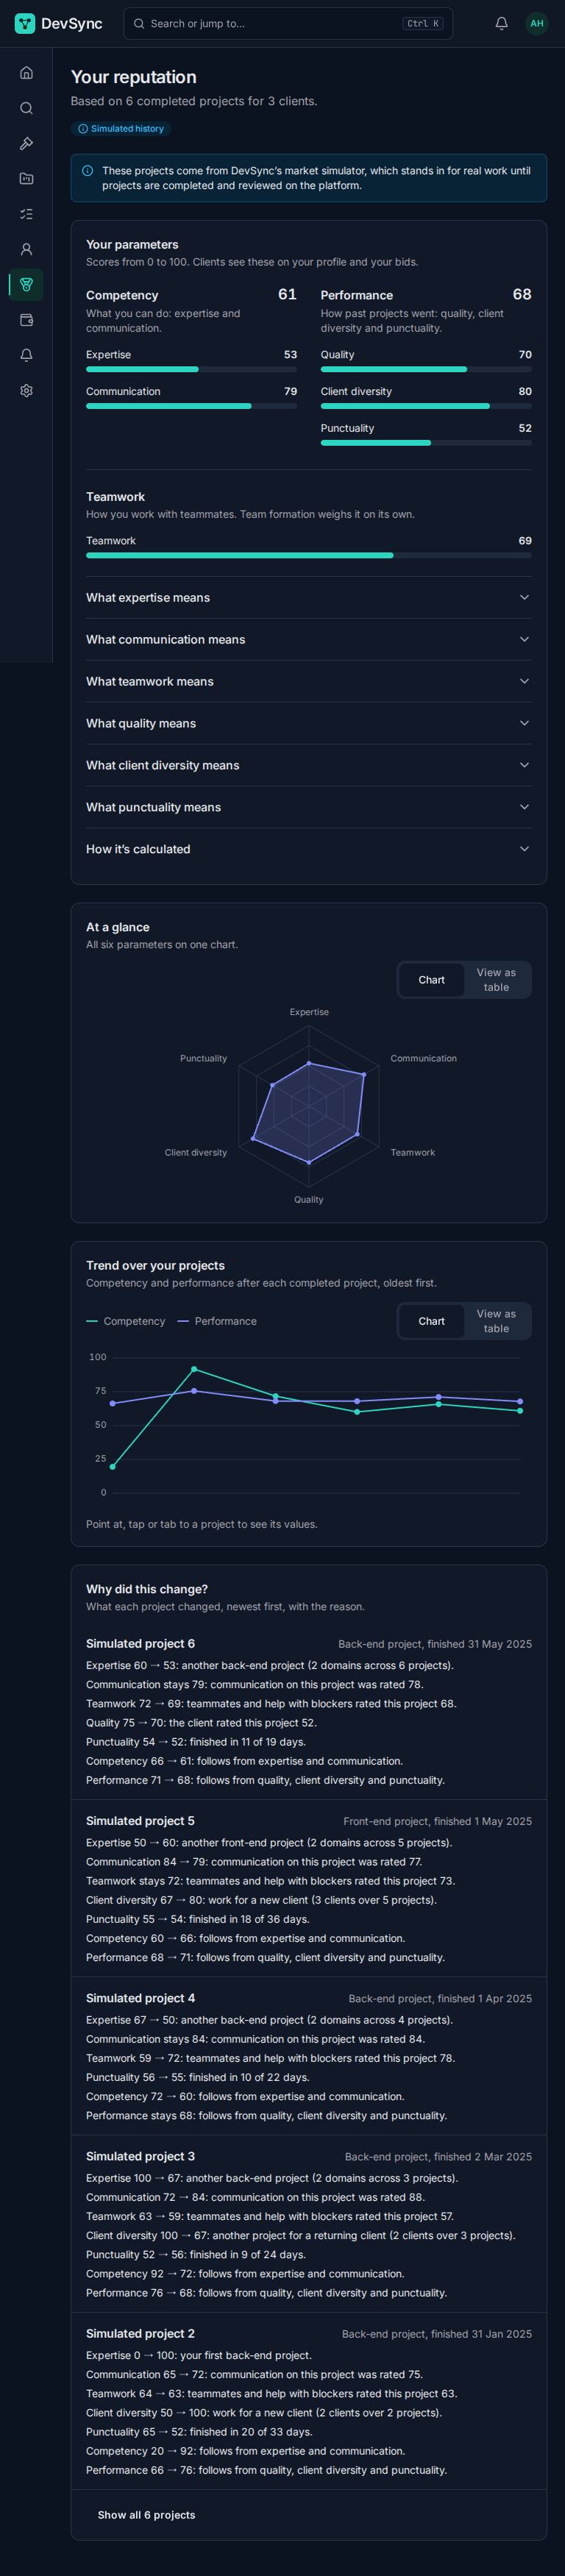 DevSync
Search or jump to...
Ctrl K
AH
Your reputation
Based on 6 completed projects for 3 clients.
Simulated history
These projects come from DevSync’s market simulator, which stands in for real work until
projects are completed and reviewed on the platform.
Your parameters
Scores from 0 to 100. Clients see these on your profile and your bids.
Competency 61
What you can do: expertise and
communication.
Expertise 53
Communication 79
Performance 68
How past projects went: quality, client
diversity and punctuality.
Quality 70
Client diversity 80
Punctuality 52
Teamwork
How you work with teammates. Team formation weighs it on its own.
Teamwork 69
What expertise means
What communication means
What teamwork means
What quality means
What client diversity means
What punctuality means
How it’s calculated
At a glance
All six parameters on one chart.
Chart
View as
table
Expertise
Punctuality
Communication
Client diversity
Teamwork
Quality
Trend over your projects
Competency and performance after each completed project, oldest first.
Competency Performance
Chart
View as
table
100
75
50
25
0
Point at, tap or tab to a project to see its values.
Why did this change?
What each project changed, newest first, with the reason.
Simulated project 6 Back-end project, finished 31 May 2025
Expertise 60 → 53: another back-end project (2 domains across 6 projects).
Communication stays 79: communication on this project was rated 78.
Teamwork 72 → 69: teammates and help with blockers rated this project 68.
Quality 75 → 70: the client rated this project 52.
Punctuality 54 → 52: finished in 11 of 19 days.
Competency 66 → 61: follows from expertise and communication.
Performance 71 → 68: follows from quality, client diversity and punctuality.
Simulated project 5 Front-end project, finished 1 May 2025
Expertise 50 → 60: another front-end project (2 domains across 5 projects).
Communication 84 → 79: communication on this project was rated 77.
Teamwork stays 72: teammates and help with blockers rated this project 73.
Client diversity 67 → 80: work for a new client (3 clients over 5 projects).
Punctuality 55 → 54: finished in 18 of 36 days.
Competency 60 → 66: follows from expertise and communication.
Performance 68 → 71: follows from quality, client diversity and punctuality.
Simulated project 4 Back-end project, finished 1 Apr 2025
Expertise 67 → 50: another back-end project (2 domains across 4 projects).
Communication stays 84: communication on this project was rated 84.
Teamwork 59 → 72: teammates and help with blockers rated this project 78.
Punctuality 56 → 55: finished in 10 of 22 days.
Competency 72 → 60: follows from expertise and communication.
Performance stays 68: follows from quality, client diversity and punctuality.
Simulated project 3 Back-end project, finished 2 Mar 2025
Expertise 100 → 67: another back-end project (2 domains across 3 projects).
Communication 72 → 84: communication on this project was rated 88.
Teamwork 63 → 59: teammates and help with blockers rated this project 57.
Client diversity 100 → 67: another project for a returning client (2 clients over 3 projects).
Punctuality 52 → 56: finished in 9 of 24 days.
Competency 92 → 72: follows from expertise and communication.
Performance 76 → 68: follows from quality, client diversity and punctuality.
Simulated project 2 Back-end project, finished 31 Jan 2025
Expertise 0 → 100: your first back-end project.
Communication 65 → 72: communication on this project was rated 75.
Teamwork 64 → 63: teammates and help with blockers rated this project 63.
Client diversity 50 → 100: work for a new client (2 clients over 2 projects).
Punctuality 65 → 52: finished in 20 of 33 days.
Competency 20 → 92: follows from expertise and communication.
Performance 66 → 76: follows from quality, client diversity and punctuality.
Show all 6 projects